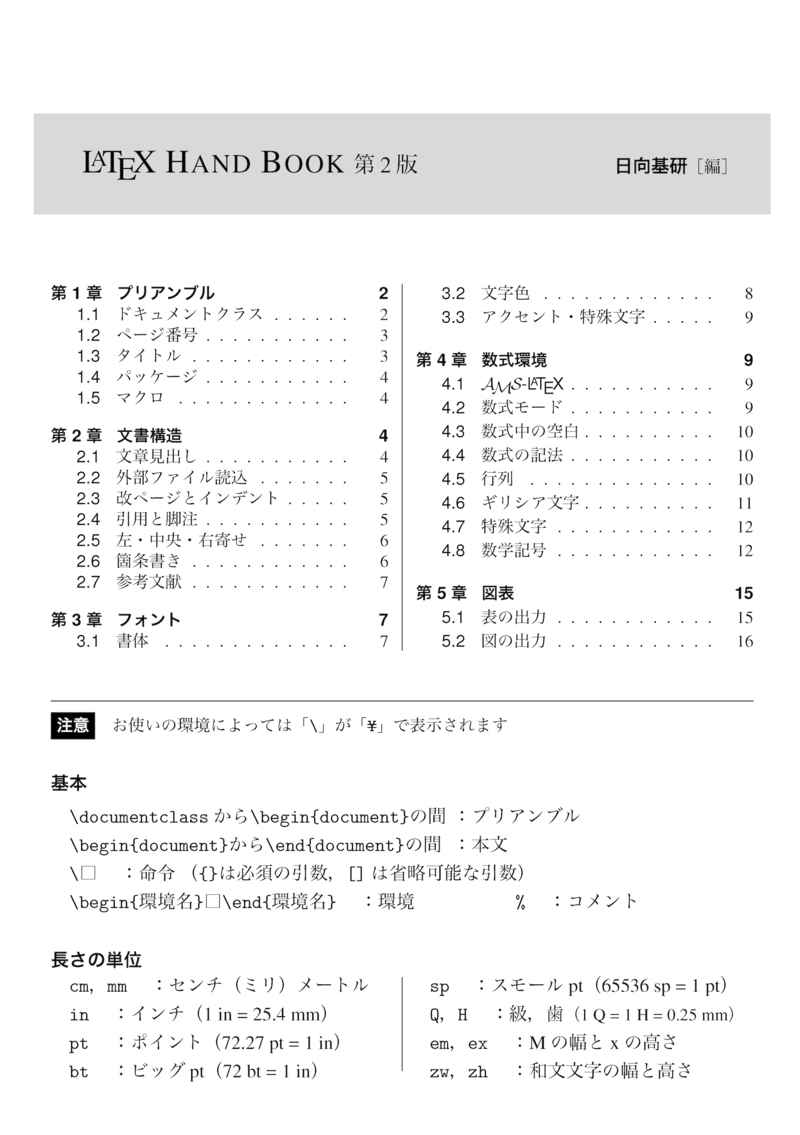 LATEX HAND BOOK 第2版
日向基研［編］
第1章 プリアンブル 2
1.1 ドキュメントクラス . . . . . . 2
1.2 ページ番号 . . . . . . . . . . . 3
1.3 タイトル . . . . . . . . . . . . 3
1.4 パッケージ . . . . . . . . . . . 4
1.5 マクロ . . . . . . . . . . . . . 4
第2章 文書構造 4
2.1 文章見出し . . . . . . . . . . . 4
2.2 外部ファイル読込 . . . . . . . 5
2.3 改ページとインデント . . . . . 5
2.4 引用と脚注 . . . . . . . . . . . 5
2.5 左・中央・右寄せ . . . . . . . 6
2.6 箇条書き . . . . . . . . . . . . 6
2.7 参考文献 . . . . . . . . . . . . 7
第3章 フォント 7
3.1 書体 . . . . . . . . . . . . . . 7
3.2 文字色 . . . . . . . . . . . . . 8
3.3 アクセント・特殊文字 . . . . . 9
第4章 数式環境 9
4.1 AMS-LATEX . . . . . . . . . . . 9
4.2 数式モード . . . . . . . . . . . 9
4.3 数式中の空白 . . . . . . . . . . 10
4.4 数式の記法 . . . . . . . . . . . 10
4.5 行列 . . . . . . . . . . . . . . 10
4.6 ギリシア文字 . . . . . . . . . . 11
4.7 特殊文字 . . . . . . . . . . . . 12
4.8 数学記号 . . . . . . . . . . . . 12
第5章 図表 15
5.1 表の出力 . . . . . . . . . . . . 15
5.2 図の出力 . . . . . . . . . . . . 16
注意 お使いの環境によっては「\」が「¥」で表示されます
基本
\documentclassから\begin{document}の間 ：プリアンブル
\begin{document}から\end{document}の間 ：本文
\□ ：命令（{}は必須の引数，[]は省略可能な引数）
\begin{環境名}□\end{環境名} ：環境 % ：コメント
長さの単位
cm，mm ：センチ（ミリ）メートル
in ：インチ（1 in = 25.4 mm）
pt ：ポイント（72.27 pt = 1 in）
bt ：ビッグpt（72 bt = 1 in）
sp ：スモールpt（65536 sp = 1 pt）
Q，H ：級，歯（1 Q = 1 H = 0.25 mm）
em，ex ：Mの幅とxの高さ
zw，zh ：和文文字の幅と高さ